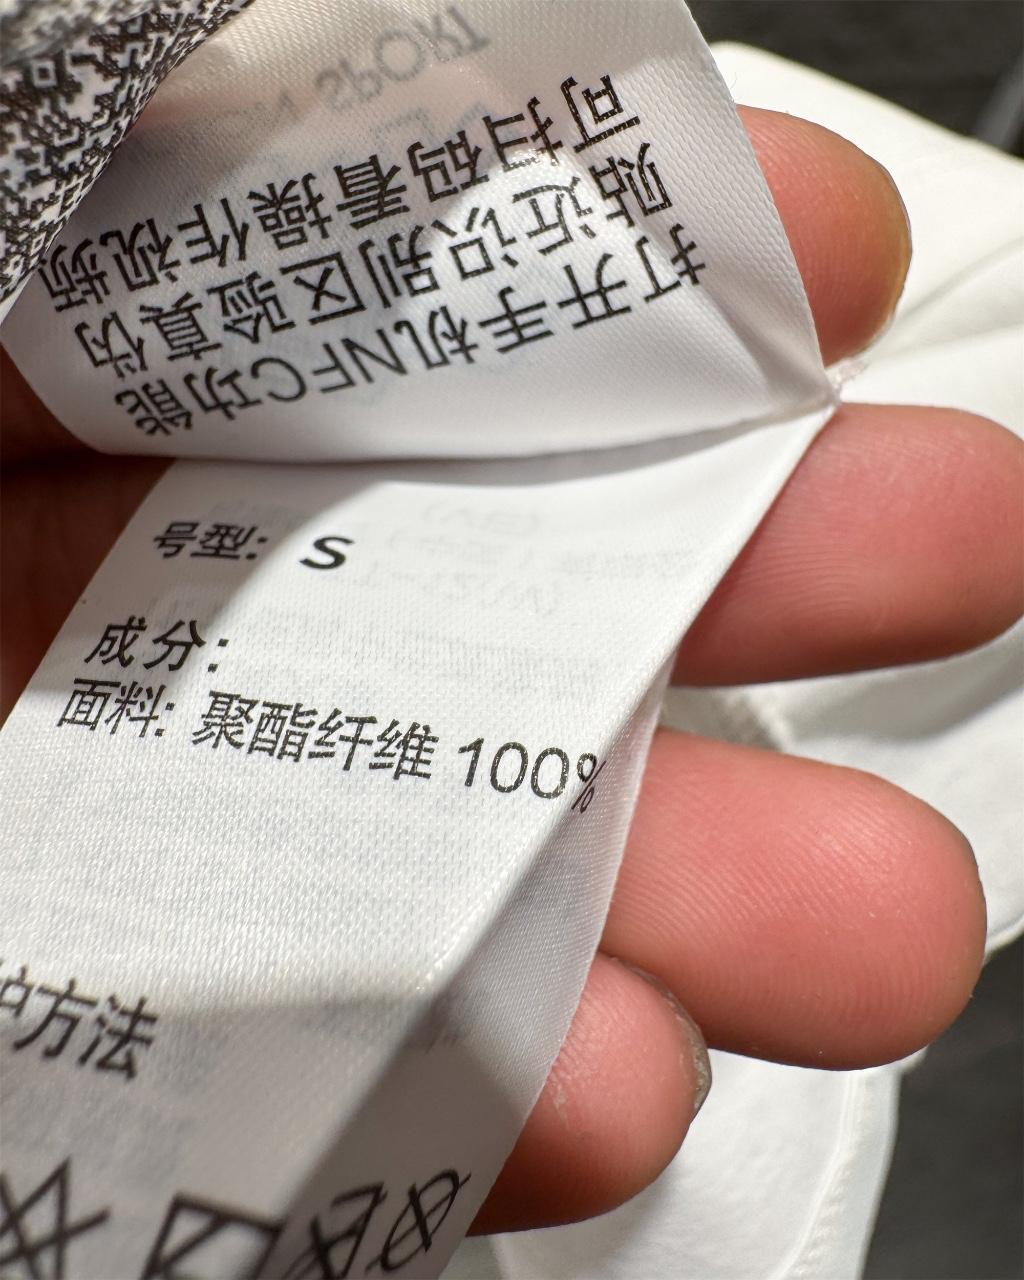 打开手机NFC功能
贴近识别区验真伪
可扫码看操作视频
号型: S
成分:
面料: 聚酯纤维 100%
护方法